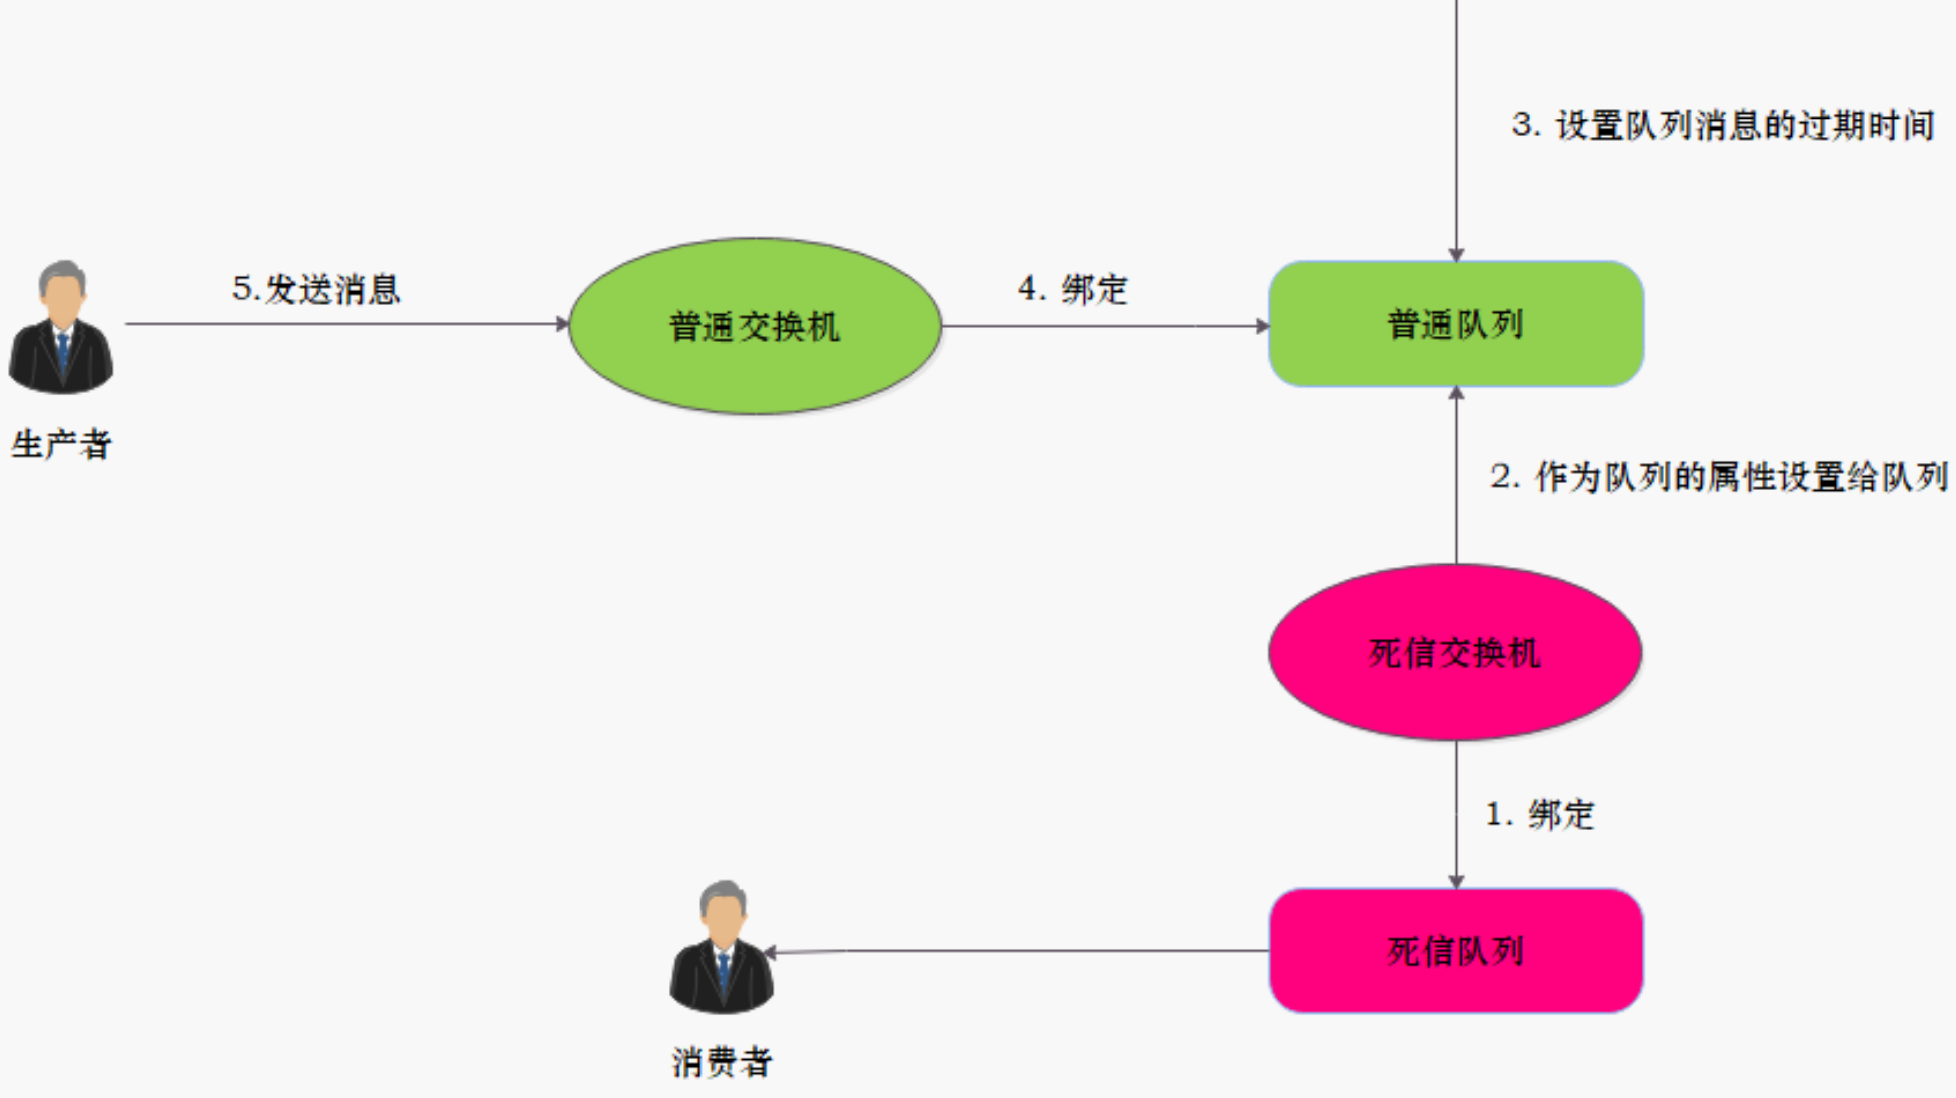 3. 设置队列消息的过期时间
5.发送消息
4. 绑定
普通交换机
普通队列
生产者
2. 作为队列的属性设置给队列
死信交换机
1. 绑定
死信队列
消费者